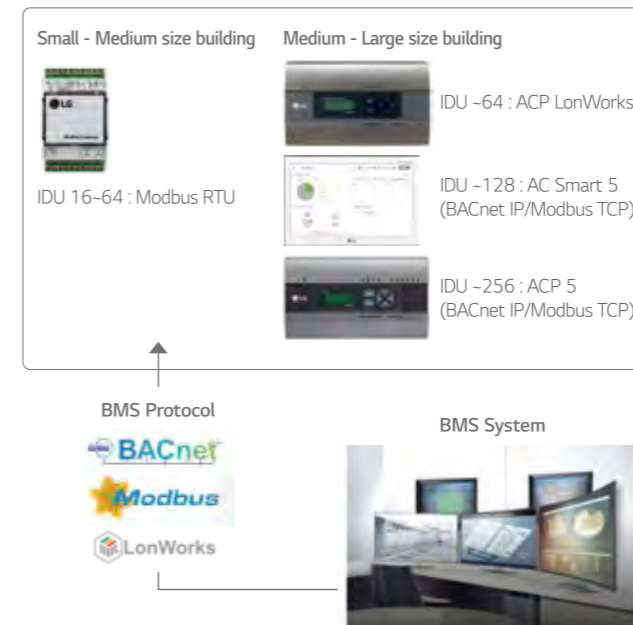 Small - Medium size building
LG
IDU 16~64 : Modbus RTU
Medium - Large size building
IDU ~64 : ACP LonWorks
IDU ~128 : AC Smart 5
(BACnet IP/Modbus TCP)
IDU ~256 : ACP 5
(BACnet IP/Modbus TCP)
BMS Protocol
BACnet
Modbus
LonWorks
BMS System